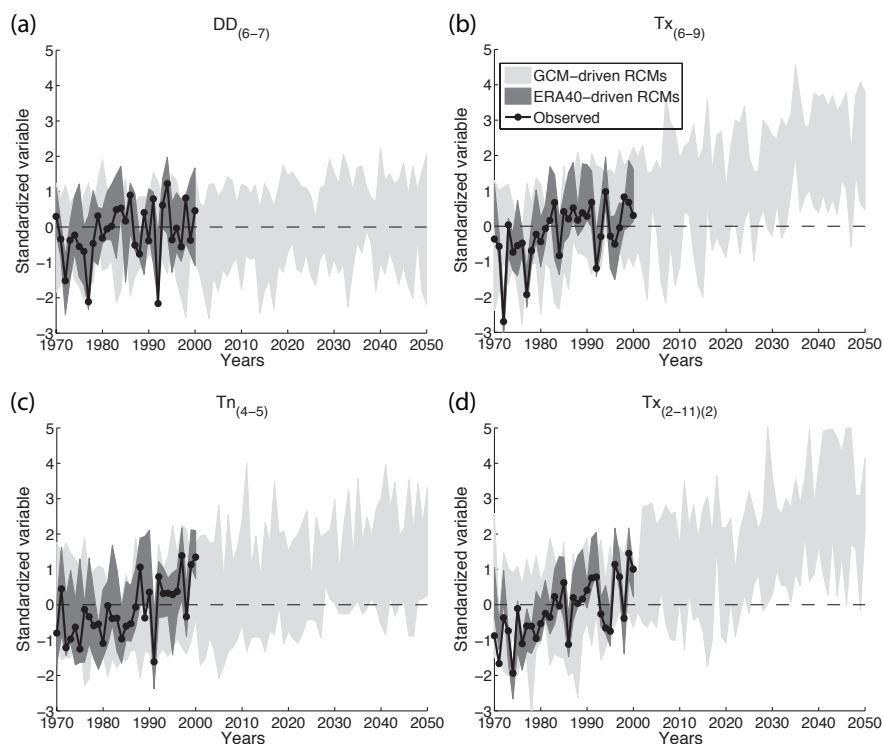 (a)
DD(6–7)
Standardized variable
5
4
3
2
1
0
−1
−2
−3
1970 1980 1990 2000 2010 2020 2030 2040 2050
Years
(b)
Tx(6–9)
Standardized variable
5
4
3
2
1
0
−1
−2
−3
GCM−driven RCMs
ERA40−driven RCMs
Observed
1970 1980 1990 2000 2010 2020 2030 2040 2050
Years
(c)
Tn(4–5)
Standardized variable
5
4
3
2
1
0
−1
−2
−3
1970 1980 1990 2000 2010 2020 2030 2040 2050
Years
(d)
Tx(2–11)(2)
Standardized variable
5
4
3
2
1
0
−1
−2
−3
1970 1980 1990 2000 2010 2020 2030 2040 2050
Years